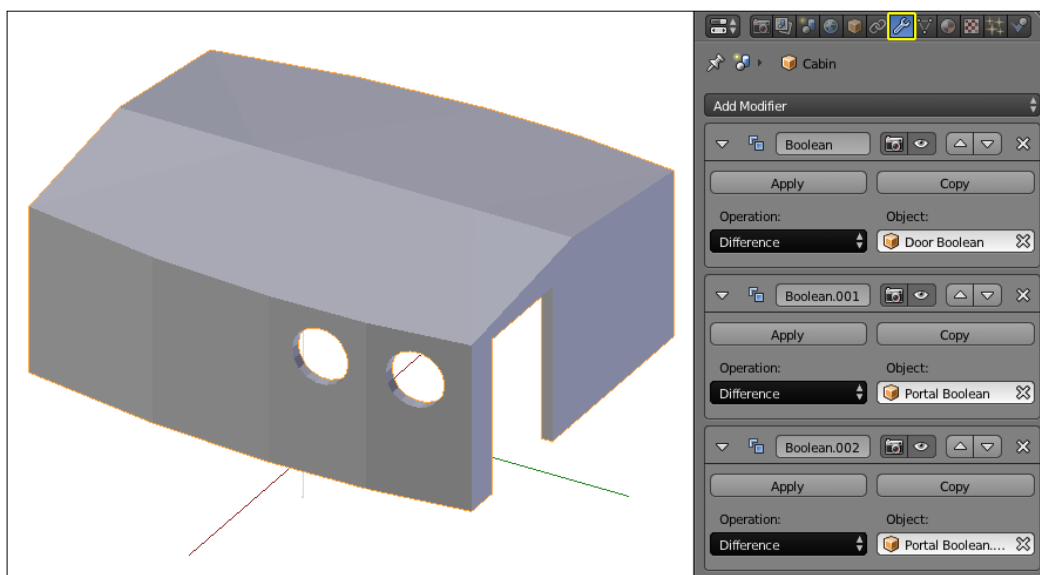 Cabin
Add Modifier
Boolean
Apply Copy
Operation: Object:
Difference Door Boolean
Boolean.001
Apply Copy
Operation: Object:
Difference Portal Boolean
Boolean.002
Apply Copy
Operation: Object:
Difference Portal Boolean....